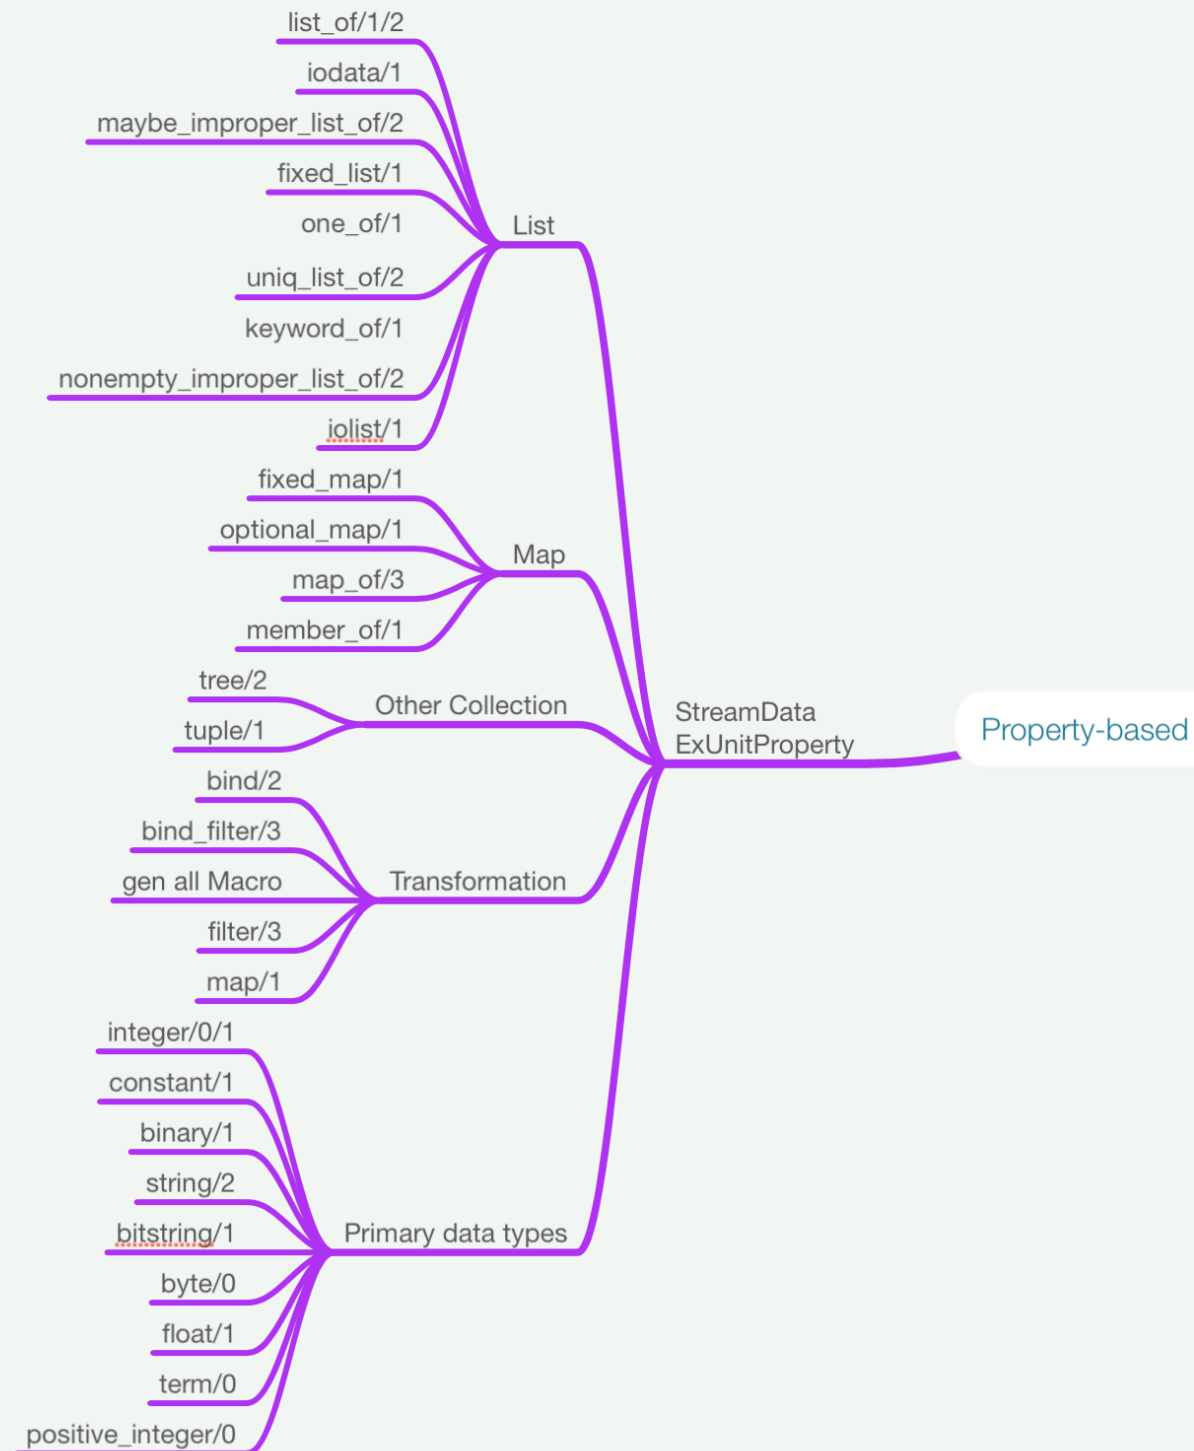 list_of/1/2
iodata/1
maybe_improper_list_of/2
fixed_list/1
one_of/1
uniq_list_of/2
keyword_of/1
nonempty_improper_list_of/2
iolist/1
List
fixed_map/1
optional_map/1
map_of/3
member_of/1
Map
tree/2
tuple/1
Other Collection
bind/2
bind_filter/3
gen all Macro
filter/3
map/1
Transformation
integer/0/1
constant/1
binary/1
string/2
bitstring/1
byte/0
float/1
term/0
positive_integer/0
Primary data types
StreamData
ExUnitProperty
Property-based